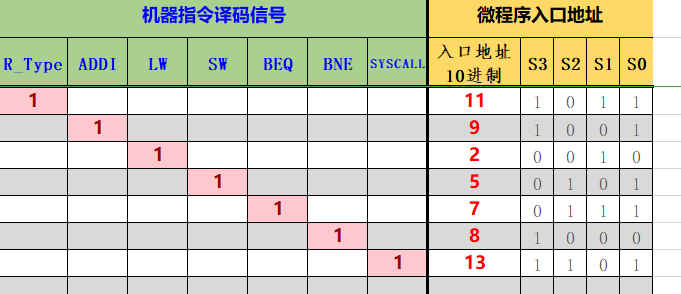 机器指令译码信号 微程序入口地址
R_Type ADDI LW SW BEQ BNE SYSCALL 入口地址 10进制 S3 S2 S1 S0
1 11 1 0 1 1
1 9 1 0 0 1
1 2 0 0 1 0
1 5 0 1 0 1
1 7 0 1 1 1
1 8 1 0 0 0
1 13 1 1 0 1